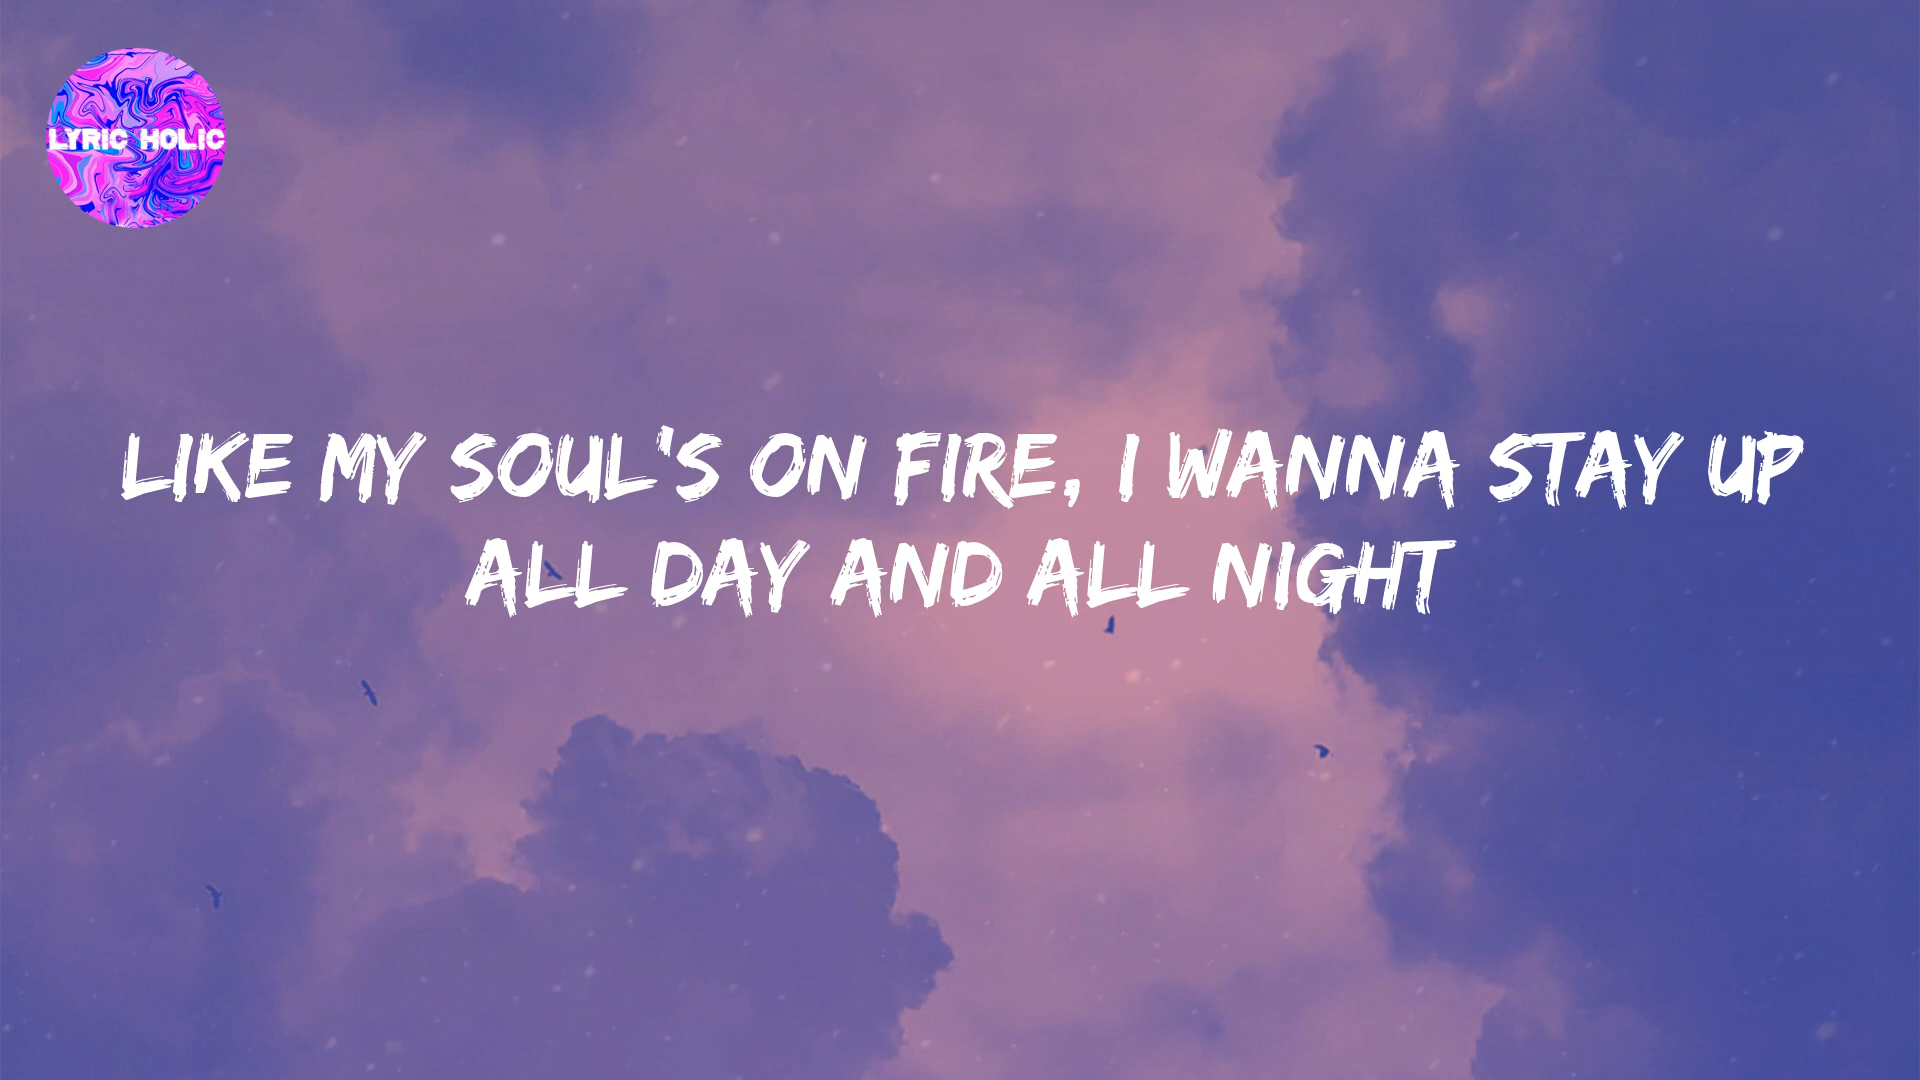 LYRIC HOLIC
LIKE MY SOUL'S ON FIRE, I WANNA STAY UP
ALL DAY AND ALL NIGHT